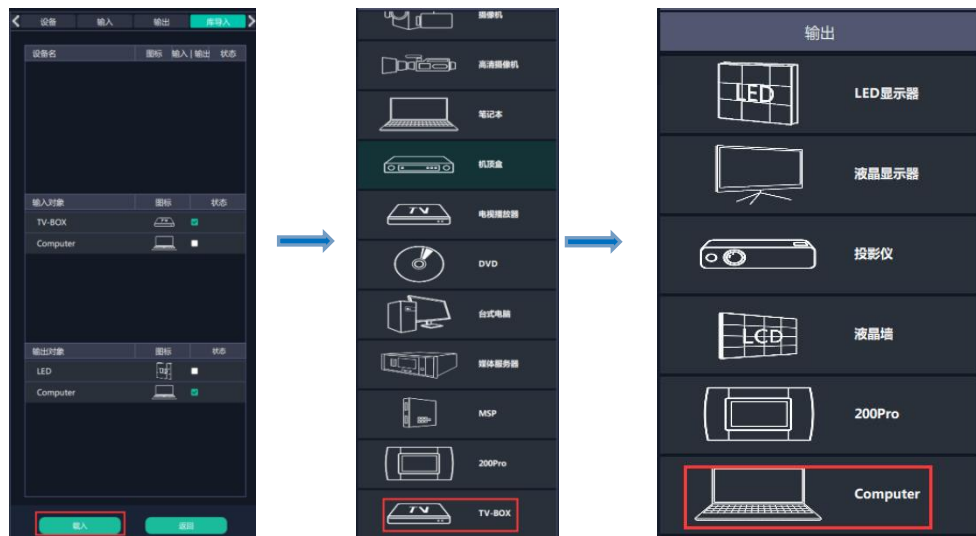 设备 输入 输出 库导入
设备名 图标 输入 | 输出 状态
输入对象 图标 状态
TV-BOX
Computer
输出对象 图标 状态
LED
Computer
载入 返回
摄像机
高清摄像机
笔记本
机顶盒
TV 电视播放器
DVD
台式电脑
媒体服务器
MSP
200Pro
TV TV-BOX
输出
LED LED显示器
液晶显示器
投影仪
LCD 液晶墙
200Pro
Computer